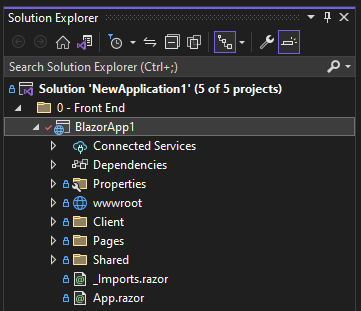 Solution Explorer
Search Solution Explorer (Ctrl+;)
Solution 'NewApplication1' (5 of 5 projects)
0 - Front End
BlazorApp1
Connected Services
Dependencies
Properties
wwwroot
Client
Pages
Shared
_Imports.razor
App.razor